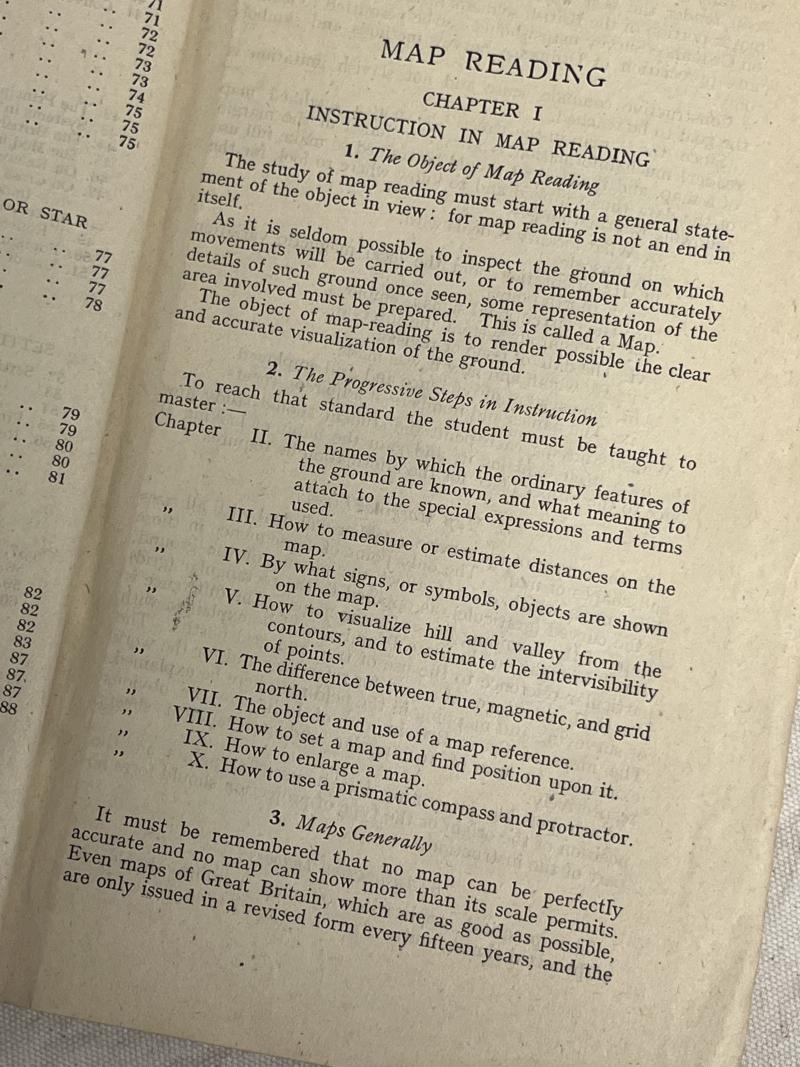 71
71
72
72
73
73
74
75
75
75
OR STAR
77
77
77
78
79
79
80
80
81
82
82
82
83
87
87
87
88
MAP READING
CHAPTER I
INSTRUCTION IN MAP READING
1. The Object of Map Reading
The study of map reading must start with a general state-
ment of the object in view: for map reading is not an end in
itself.
As it is seldom possible to inspect the ground on which
movements will be carried out, or to remember accurately
details of such ground once seen, some representation of the
area involved must be prepared. This is called a Map.
The object of map-reading is to render possible the clear
and accurate visualization of the ground.
2. The Progressive Steps in Instruction
To reach that standard the student must be taught to
master :—
Chapter II. The names by which the ordinary features of
the ground are known, and what meaning to
attach to the special expressions and terms
used.
„ III. How to measure or estimate distances on the
map.
„ IV. By what signs, or symbols, objects are shown
on the map.
„ V. How to visualize hill and valley from the
contours, and to estimate the intervisibility
of points.
„ VI. The difference between true, magnetic, and grid
north.
„ VII. The object and use of a map reference.
„ VIII. How to set a map and find position upon it.
„ IX. How to enlarge a map.
„ X. How to use a prismatic compass and protractor.
3. Maps Generally
It must be remembered that no map can be perfectly
accurate and no map can show more than its scale permits.
Even maps of Great Britain, which are as good as possible,
are only issued in a revised form every fifteen years, and the